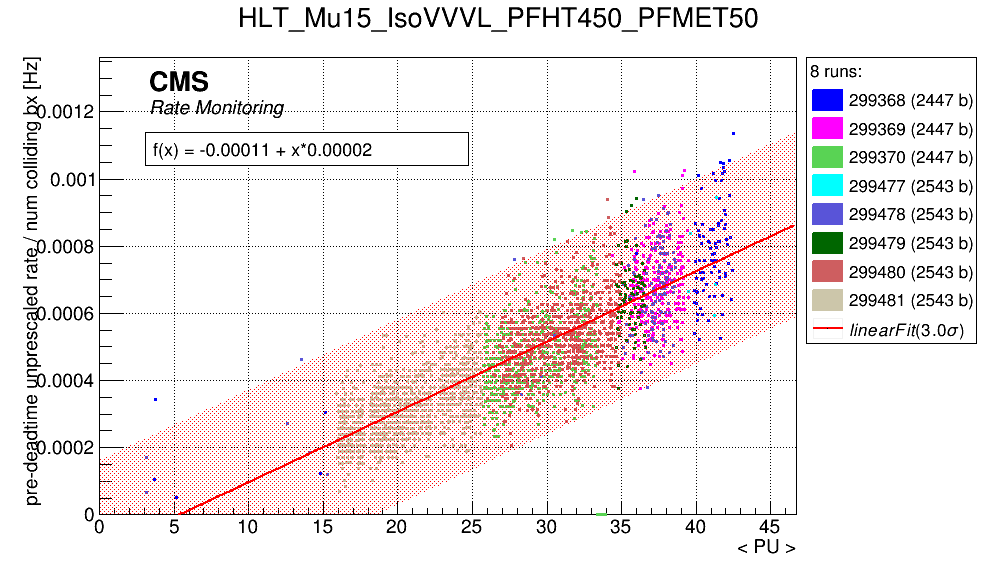 HLT_Mu15_IsoVVVL_PFHT450_PFMET50
pre-deadtime unprescaled rate / num colliding bx [Hz]
CMS
Rate Monitoring
f(x) = -0.00011 + x*0.00002
0.0012
0.001
0.0008
0.0006
0.0004
0.0002
0
0 5 10 15 20 25 30 35 40 45
< PU >
8 runs:
299368 (2447 b)
299369 (2447 b)
299370 (2447 b)
299477 (2543 b)
299478 (2543 b)
299479 (2543 b)
299480 (2543 b)
299481 (2543 b)
linearFit(3.0σ)